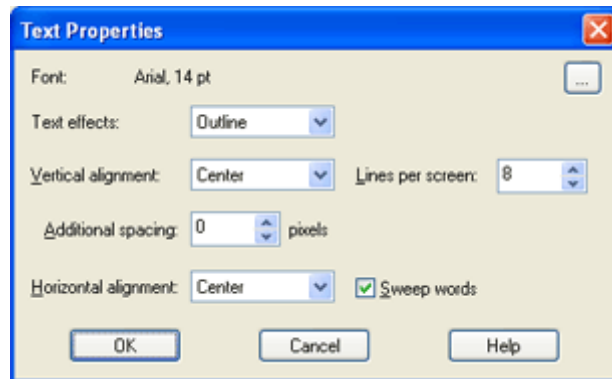 Text Properties
Font: Arial, 14 pt ...
Text effects: Outline
Vertical alignment: Center Lines per screen: 8
Additional spacing: 0 pixels
Horizontal alignment: Center Sweep words
OK Cancel Help